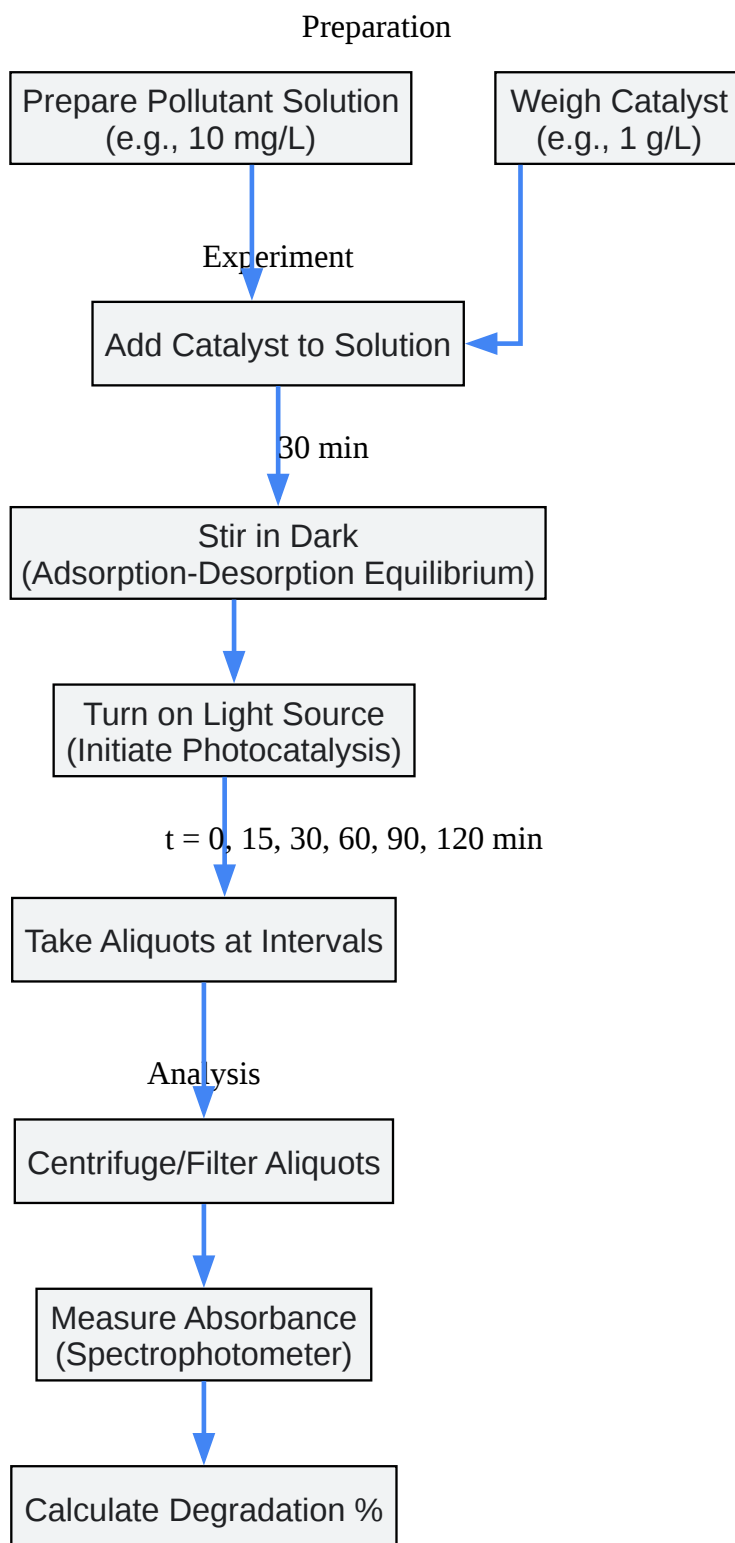 Preparation
Prepare Pollutant Solution
(e.g., 10 mg/L)
Weigh Catalyst
(e.g., 1 g/L)
Experiment
Add Catalyst to Solution
30 min
Stir in Dark
(Adsorption-Desorption Equilibrium)
Turn on Light Source
(Initiate Photocatalysis)
t = 0, 15, 30, 60, 90, 120 min
Take Aliquots at Intervals
Analysis
Centrifuge/Filter Aliquots
Measure Absorbance
(Spectrophotometer)
Calculate Degradation %